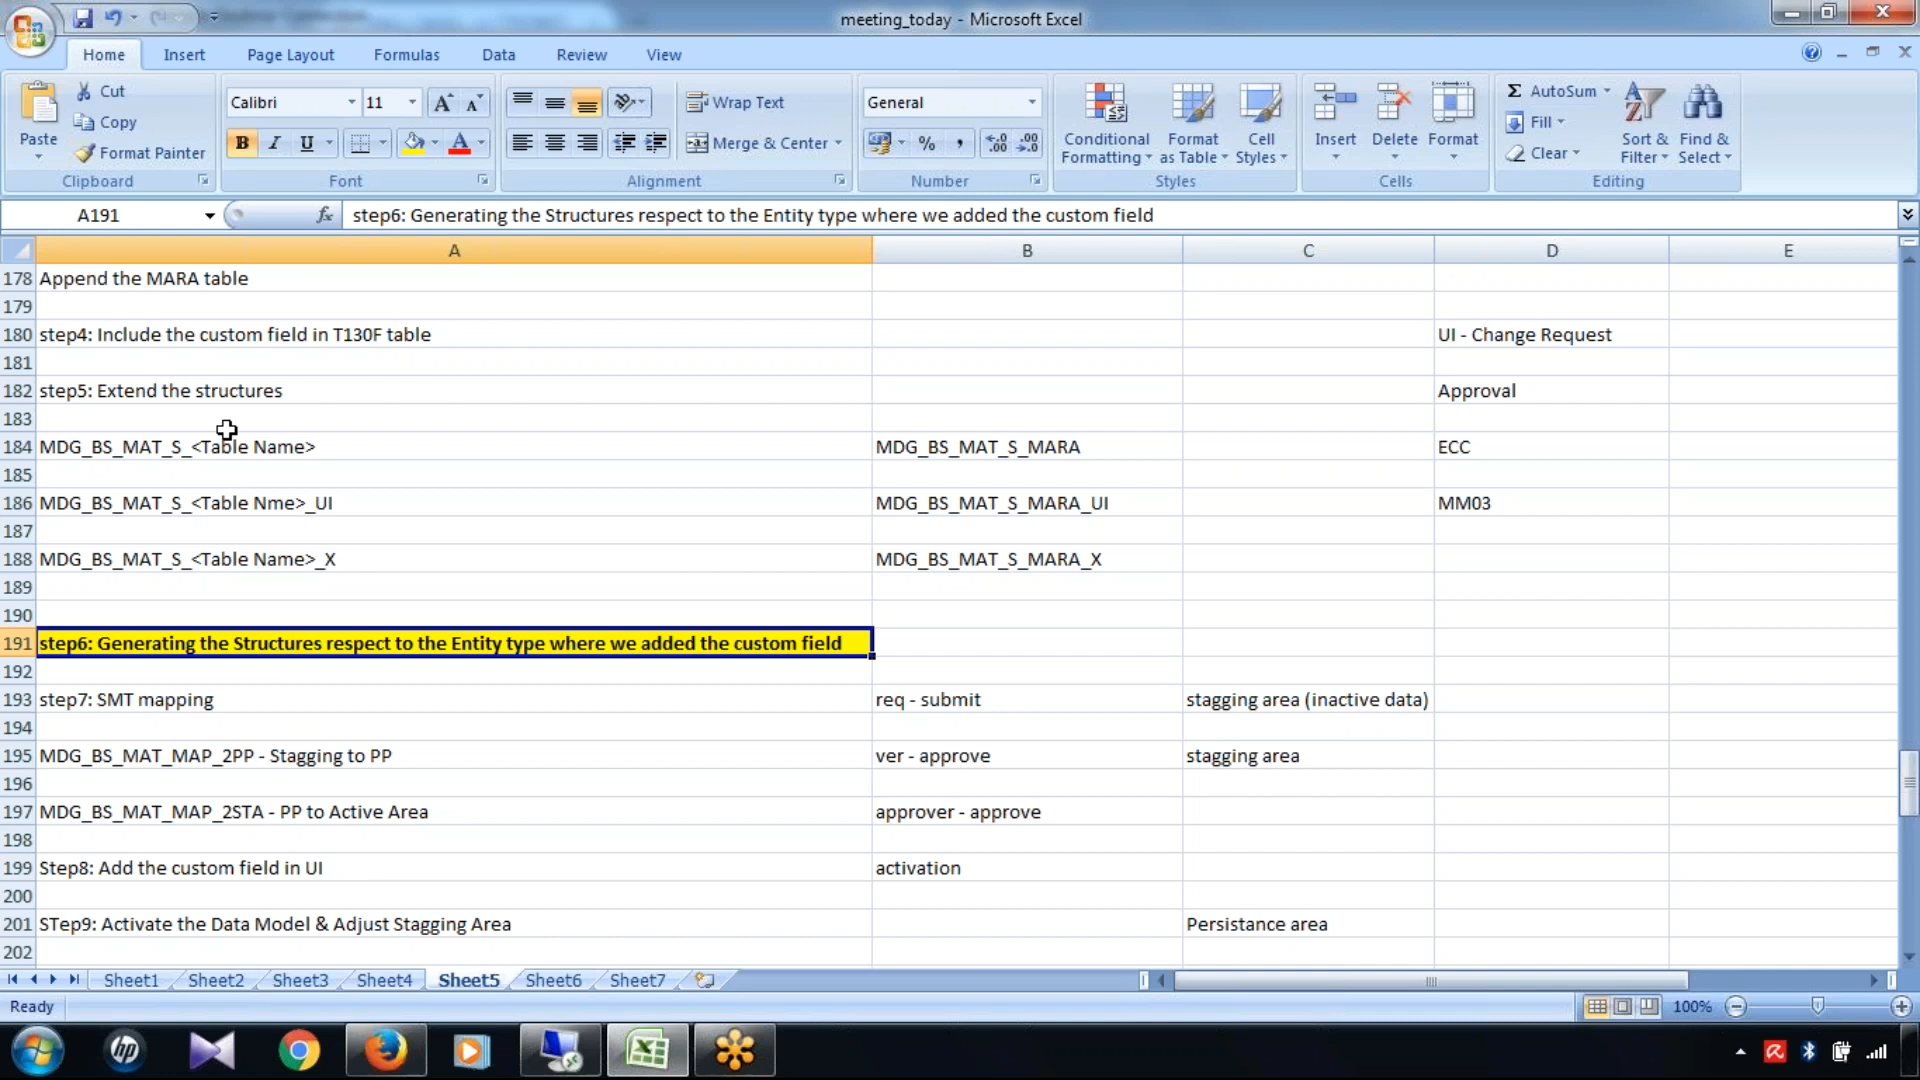 meeting_today - Microsoft Excel
Home Insert Page Layout Formulas Data Review View
Paste
Cut
Copy
Format Painter
Clipboard
Calibri 11
B I U
Font
Wrap Text
Merge & Center
Alignment
General
%
Number
Conditional Formatting
Format as Table
Cell Styles
Styles
Insert Delete Format
Cells
AutoSum
Fill
Clear
Sort & Filter
Find & Select
Editing
A191 fx step6: Generating the Structures respect to the Entity type where we added the custom field
A B C D E
178 Append the MARA table
179
180 step4: Include the custom field in T130F table UI - Change Request
181
182 step5: Extend the structures Approval
183
184 MDG_BS_MAT_S_<Table Name> MDG_BS_MAT_S_MARA ECC
185
186 MDG_BS_MAT_S_<Table Nme>_UI MDG_BS_MAT_S_MARA_UI MM03
187
188 MDG_BS_MAT_S_<Table Name>_X MDG_BS_MAT_S_MARA_X
189
190
191 step6: Generating the Structures respect to the Entity type where we added the custom field
192
193 step7: SMT mapping req - submit stagging area (inactive data)
194
195 MDG_BS_MAT_MAP_2PP - Stagging to PP ver - approve stagging area
196
197 MDG_BS_MAT_MAP_2STA - PP to Active Area approver - approve
198
199 Step8: Add the custom field in UI activation
200
201 STep9: Activate the Data Model & Adjust Stagging Area Persistance area
202
Sheet1 Sheet2 Sheet3 Sheet4 Sheet5 Sheet6 Sheet7
Ready 100%
hp